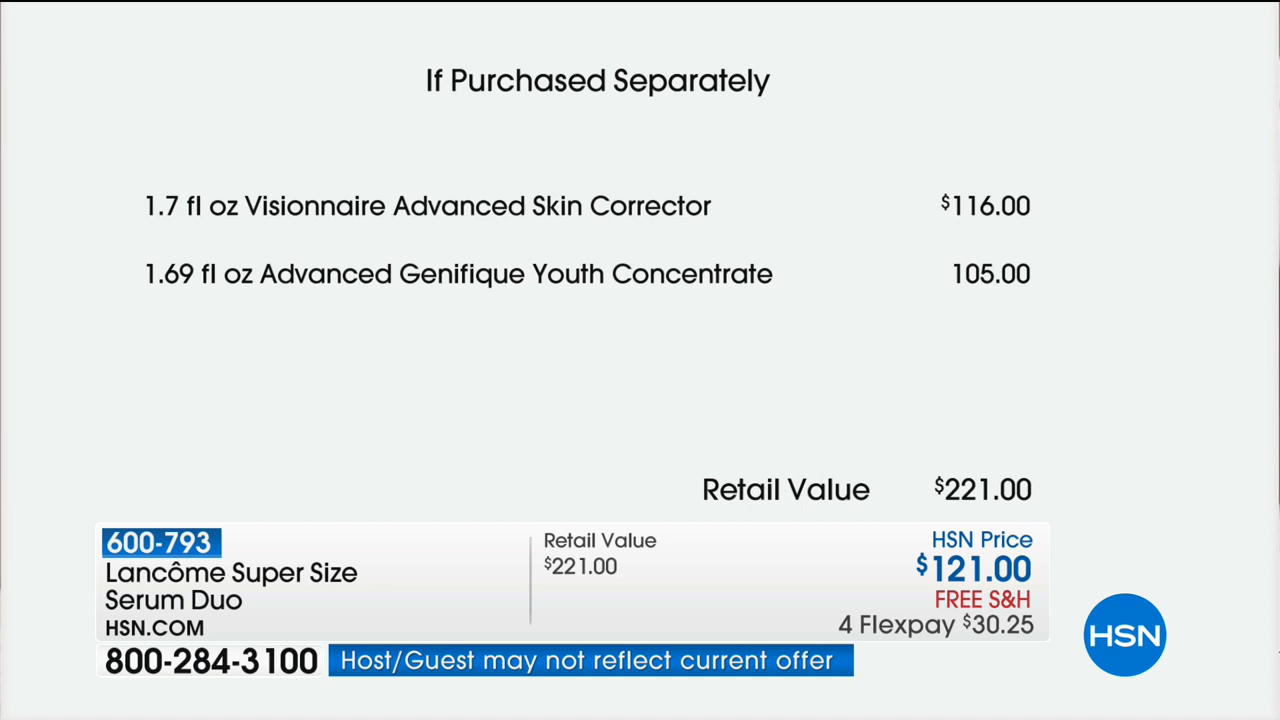 If Purchased Separately
1.7 fl oz Visionnaire Advanced Skin Corrector $116.00
1.69 fl oz Advanced Genifique Youth Concentrate 105.00
Retail Value $221.00
600-793
Lancôme Super Size
Serum Duo
HSN.COM
Retail Value
$221.00
HSN Price
$121.00
FREE S&H
4 Flexpay $30.25
800-284-3100
Host/Guest may not reflect current offer
HSN